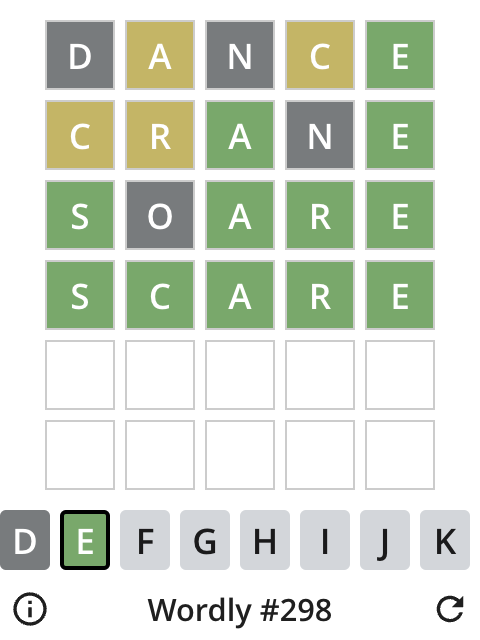 D A N C E
C R A N E
S O A R E
S C A R E
D E F G H I J K
Wordly #298